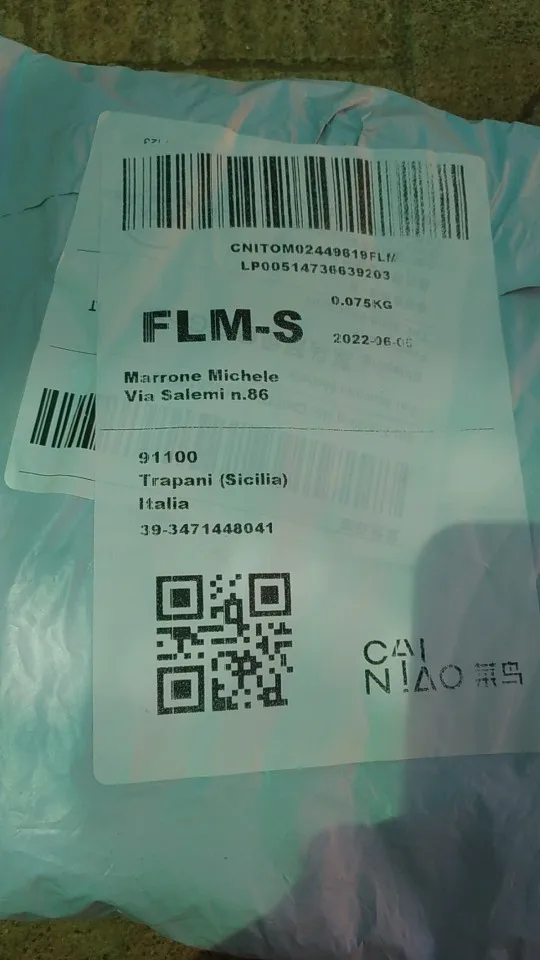 CNITOM02449619FLM
LP00514736639203
0.075KG
FLM-S
2022-06-06
Marrone Michele
Via Salemi n.86
91100
Trapani (Sicilia)
Italia
39-3471448041
CAI
NIAO 菜鸟